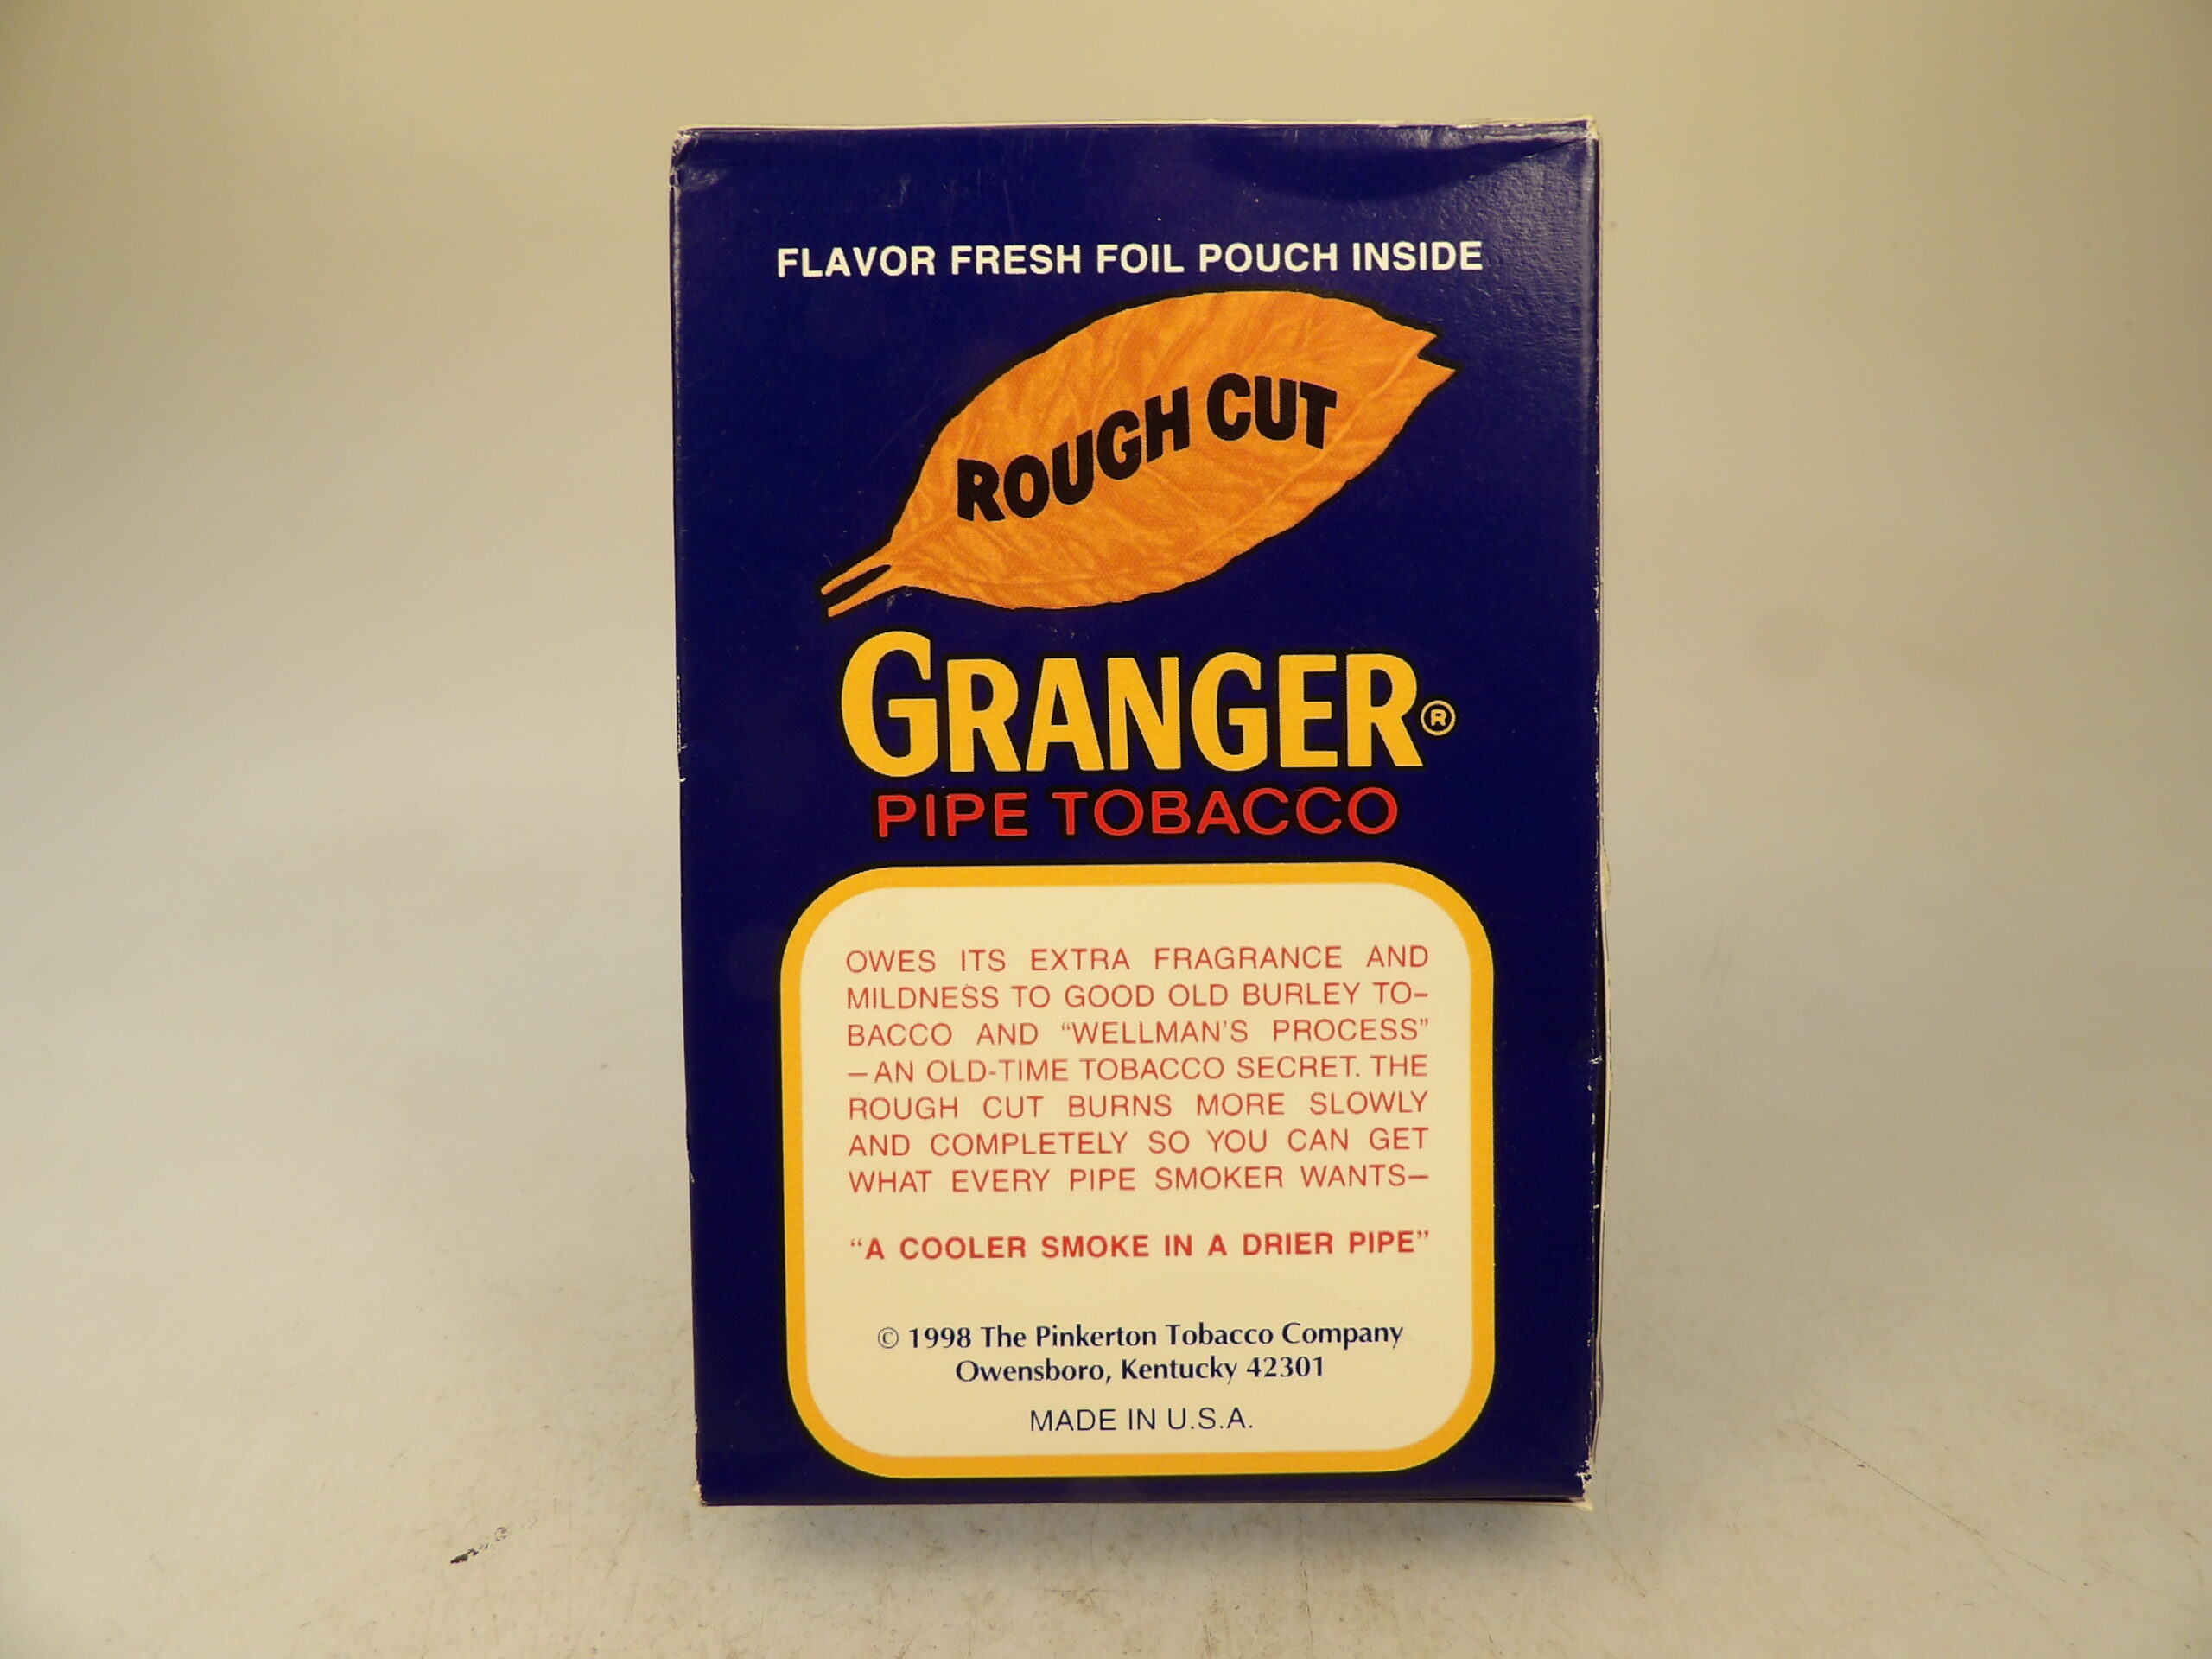 FLAVOR FRESH FOIL POUCH INSIDE
ROUGH CUT
GRANGER®
PIPE TOBACCO
OWES ITS EXTRA FRAGRANCE AND
MILDNESS TO GOOD OLD BURLEY TO–
BACCO AND “WELLMAN’S PROCESS”
—AN OLD-TIME TOBACCO SECRET. THE
ROUGH CUT BURNS MORE SLOWLY
AND COMPLETELY SO YOU CAN GET
WHAT EVERY PIPE SMOKER WANTS—
“A COOLER SMOKE IN A DRIER PIPE”
© 1998 The Pinkerton Tobacco Company
Owensboro, Kentucky 42301
MADE IN U.S.A.